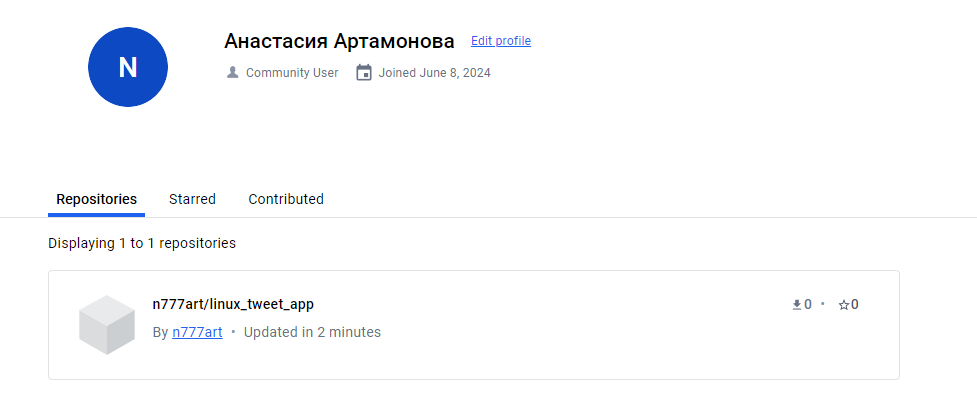 N
Анастасия Артамонова Edit profile
Community User Joined June 8, 2024
Repositories Starred Contributed
Displaying 1 to 1 repositories
n777art/linux_tweet_app 0 • 0
By n777art • Updated in 2 minutes